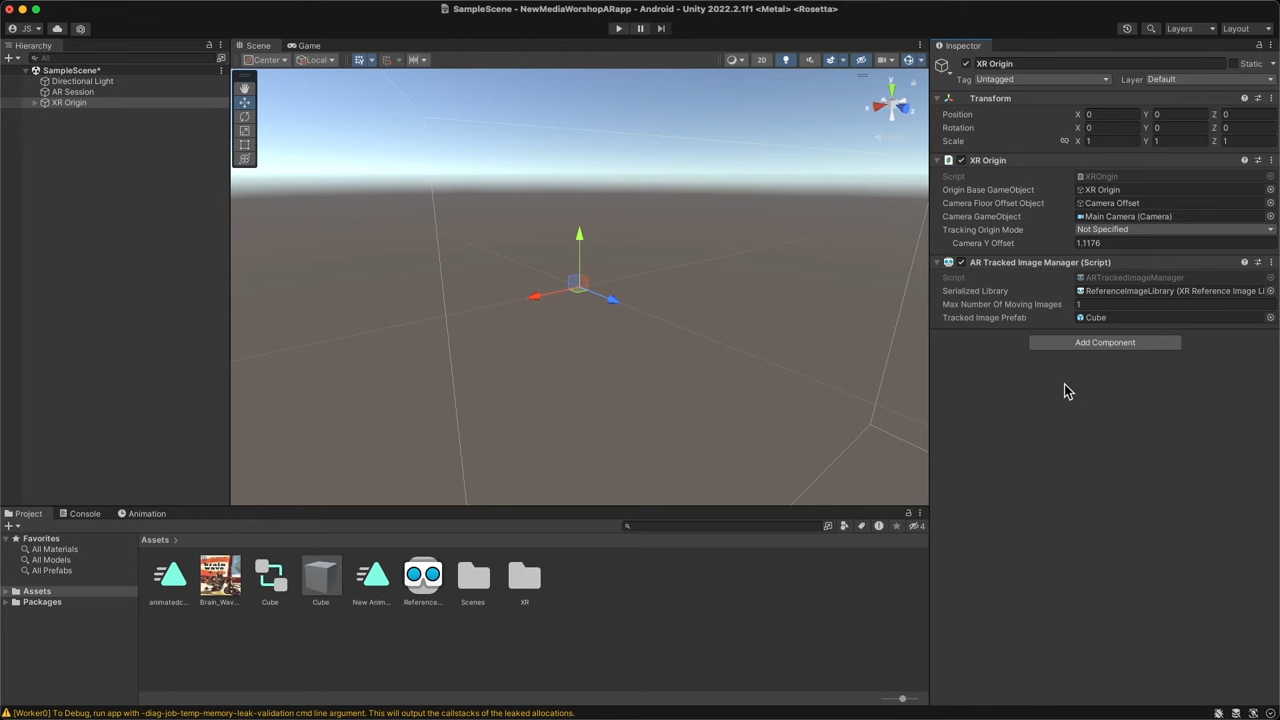 SampleScene - NewMediaWorshopARapp - Android - Unity 2022.2.1f1 <Metal> <Rosetta>
JS
Layers
Layout
Hierarchy
All
SampleScene*
Directional Light
AR Session
XR Origin
Scene
Game
Center
Local
2D
y
x
z
Inspector
XR Origin
Static
Tag Untagged
Layer Default
Transform
Position X 0 Y 0 Z 0
Rotation X 0 Y 0 Z 0
Scale X 1 Y 1 Z 1
XR Origin
Script XROrigin
Origin Base GameObject XR Origin
Camera Floor Offset Object Camera Offset
Camera GameObject Main Camera (Camera)
Tracking Origin Mode Not Specified
Camera Y Offset 1.1176
AR Tracked Image Manager (Script)
Script ARTrackedImageManager
Serialized Library ReferenceImageLibrary (XR Reference Image Li
Max Number Of Moving Images 1
Tracked Image Prefab Cube
Add Component
Project
Console
Animation
4
Favorites
All Materials
All Models
All Prefabs
Assets
Packages
Assets
brain
wave
animatedc...
Brain_Wav...
Cube
Cube
New Anim...
Reference...
Scenes
XR
[Worker0] To Debug, run app with -diag-job-temp-memory-leak-validation cmd line argument. This will output the callstacks of the leaked allocations.